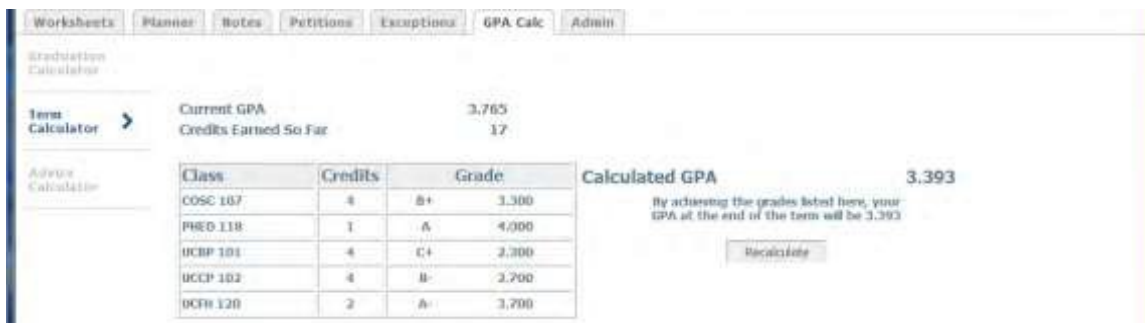 Worksheets Planner Notes Petitions Exceptions GPA Calc Admin
Graduation
Calculator
Term
Calculator
Advice
Calculator
Current GPA 3.765
Credits Earned So Far 17
Class Credits Grade
COSC 107 4 B+ 3.300
PHED 118 1 A 4.000
UCBP 101 4 C+ 2.300
UCCP 102 4 B- 2.700
UCFH 120 2 A- 3.700
Calculated GPA 3.393
By achieving the grades listed here, your
GPA at the end of the term will be 3.393
Recalculate